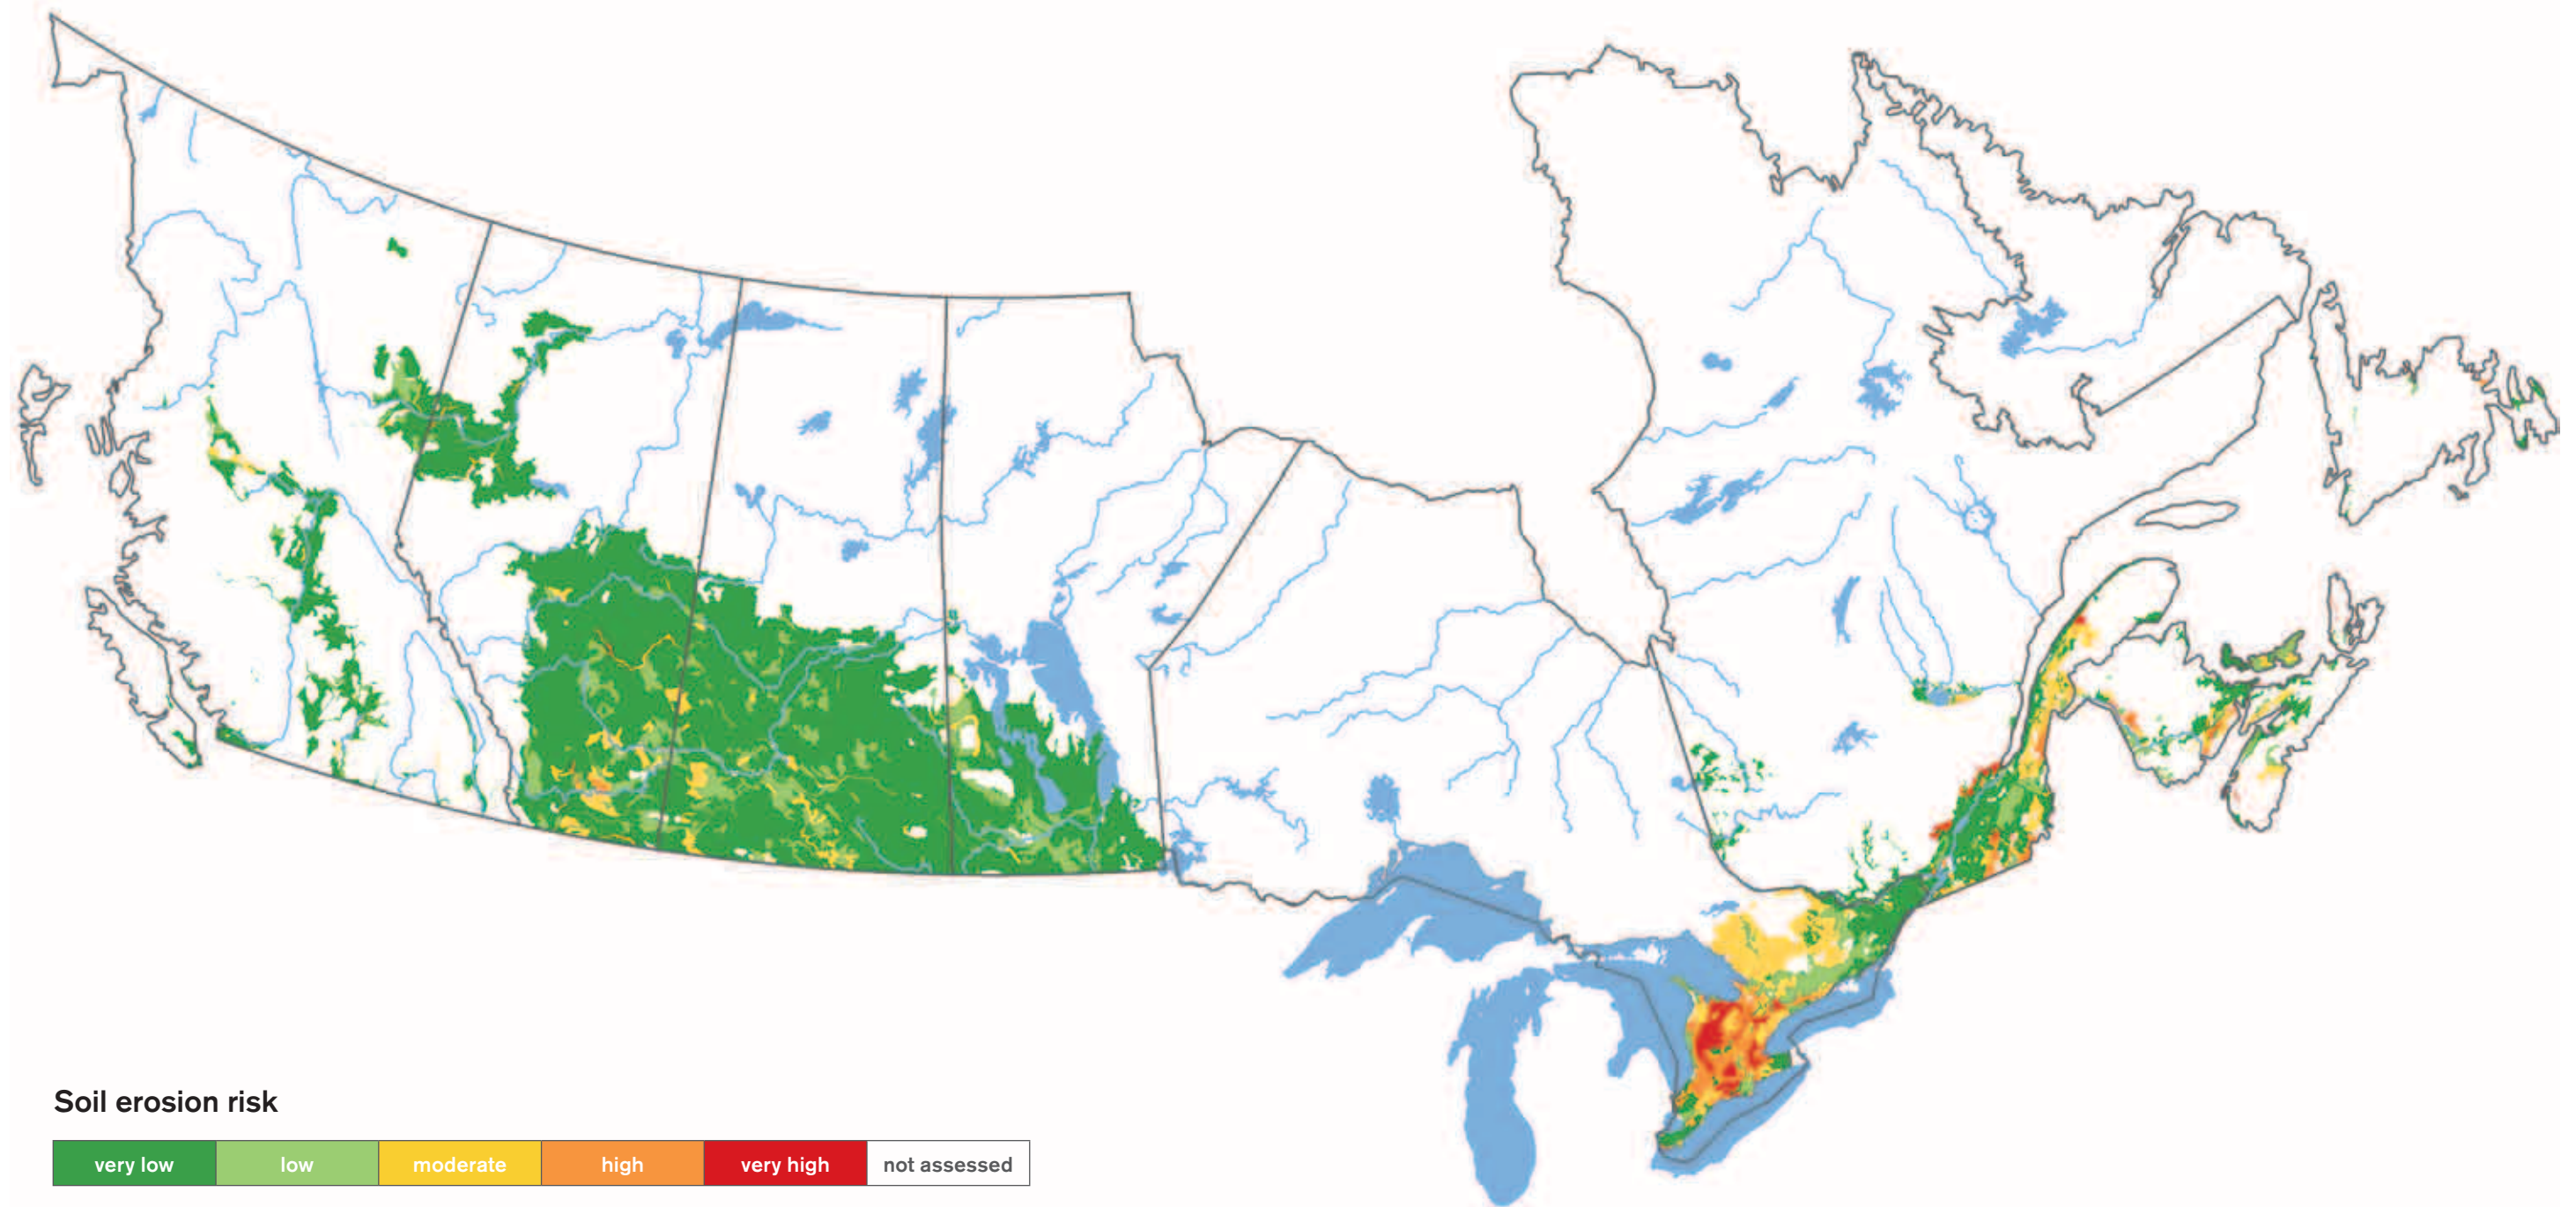 Soil erosion risk
very low low moderate high very high not assessed